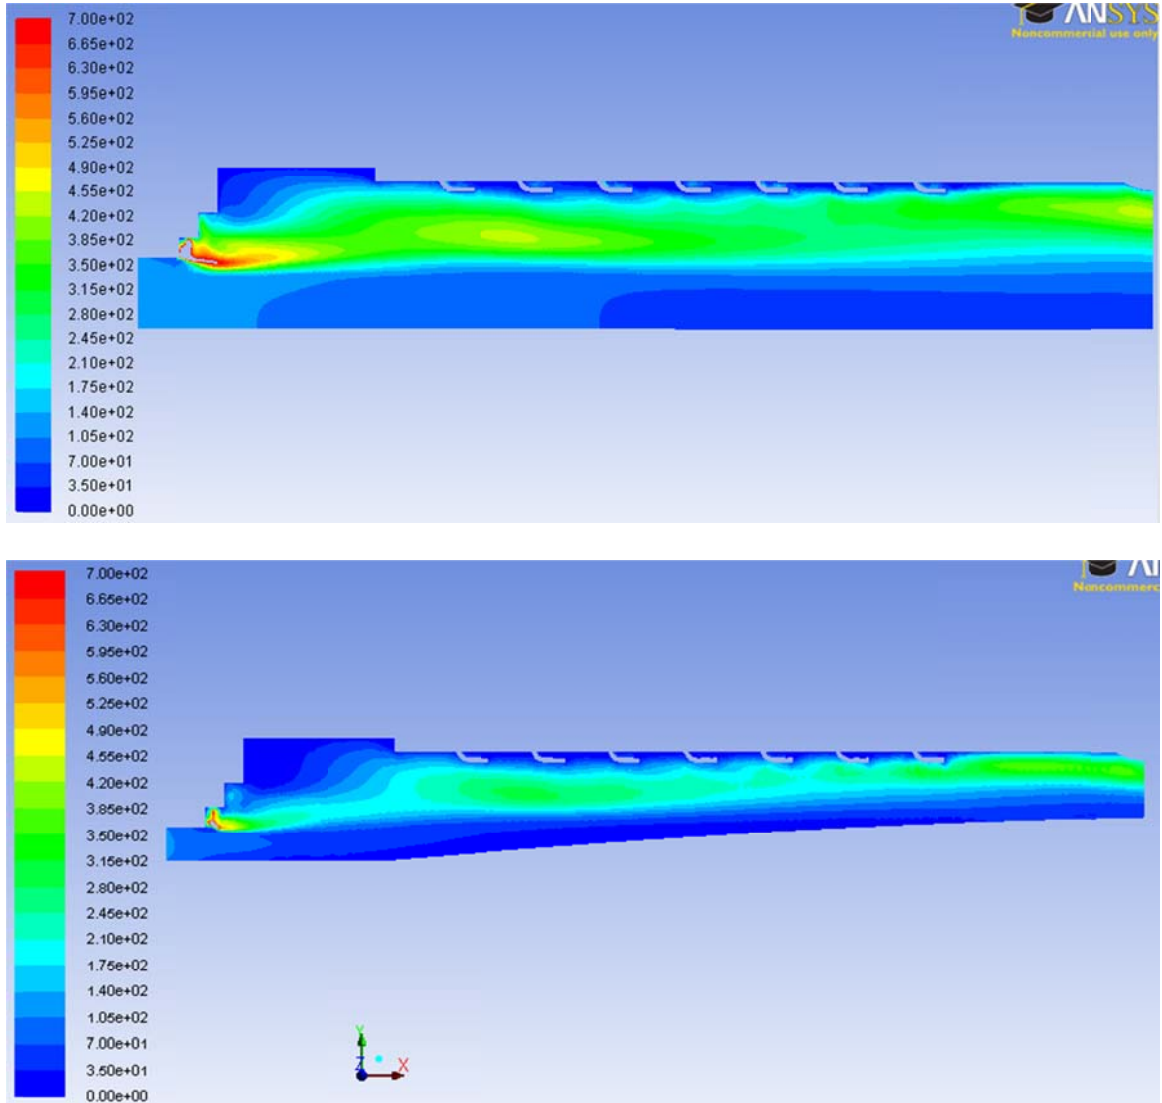 7.00e+02
6.65e+02
6.30e+02
5.95e+02
5.60e+02
5.25e+02
4.90e+02
4.55e+02
4.20e+02
3.85e+02
3.50e+02
3.15e+02
2.80e+02
2.45e+02
2.10e+02
1.75e+02
1.40e+02
1.05e+02
7.00e+01
3.50e+01
0.00e+00
ANSYS
Noncommercial use only
7.00e+02
6.65e+02
6.30e+02
5.95e+02
5.60e+02
5.25e+02
4.90e+02
4.55e+02
4.20e+02
3.85e+02
3.50e+02
3.15e+02
2.80e+02
2.45e+02
2.10e+02
1.75e+02
1.40e+02
1.05e+02
7.00e+01
3.50e+01
0.00e+00
Noncommerc
Y
Z
X